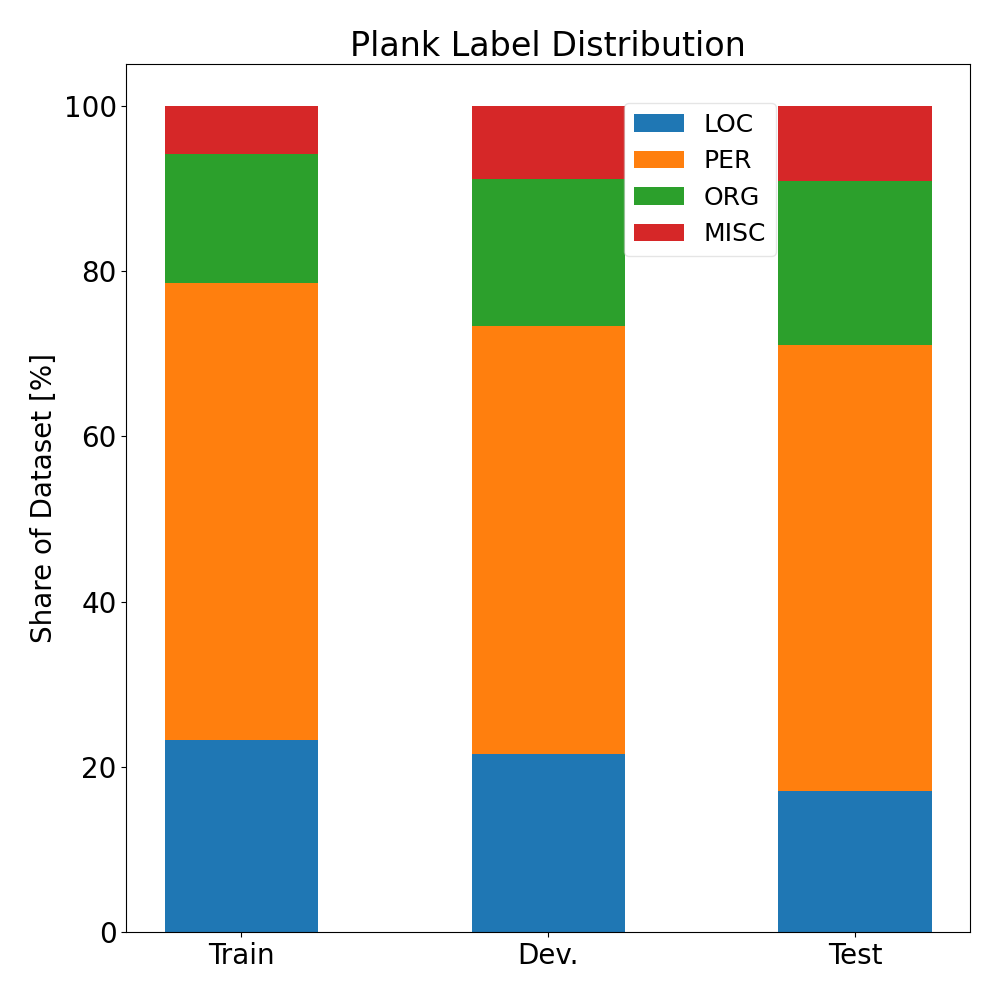 Plank Label Distribution
Share of Dataset [%]
100
80
60
40
20
0
LOC
PER
ORG
MISC
Train
Dev.
Test